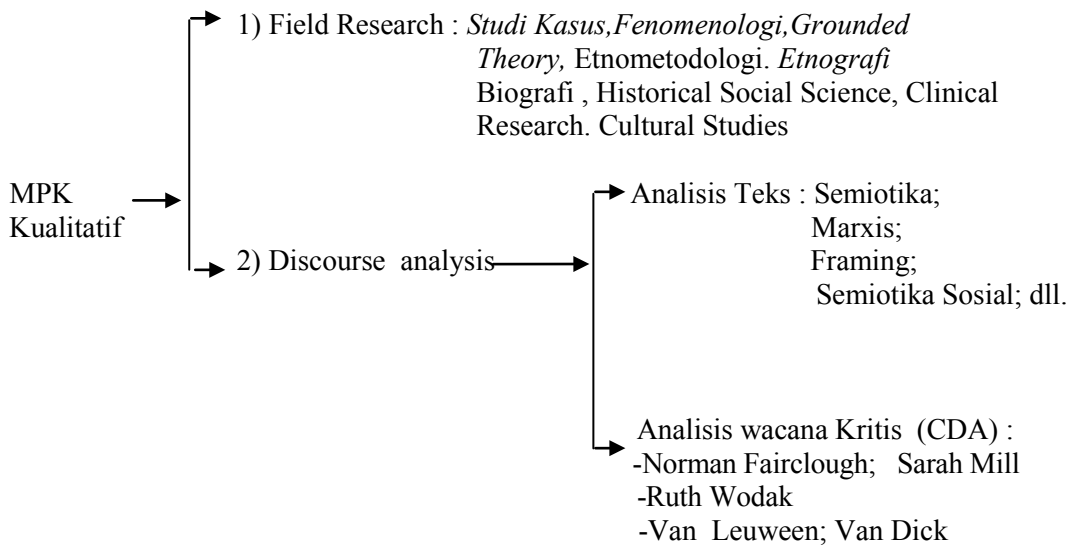 1) Field Research : Studi Kasus,Fenomenologi,Grounded
Theory, Etnometodologi. Etnografi
Biografi , Historical Social Science, Clinical
Research. Cultural Studies
MPK
Kualitatif
2) Discourse analysis
Analisis Teks : Semiotika;
Marxis;
Framing;
Semiotika Sosial; dll.
Analisis wacana Kritis (CDA) :
-Norman Fairclough; Sarah Mill
-Ruth Wodak
-Van Leuween; Van Dick